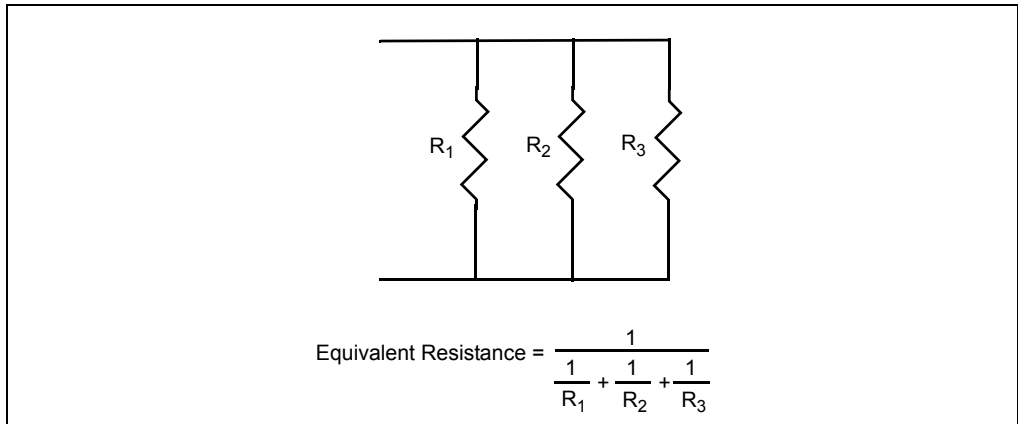 R₁ R₂ R₃
Equivalent Resistance = 1
1 + 1 + 1
R₁ R₂ R₃